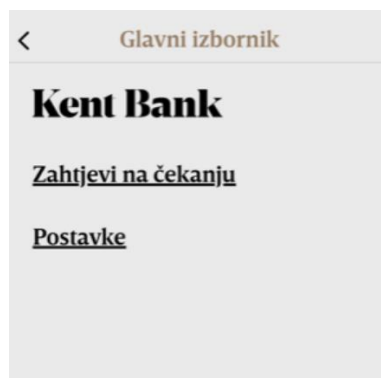 Glavni izbornik
Kent Bank
Zahtjevi na čekanju
Postavke